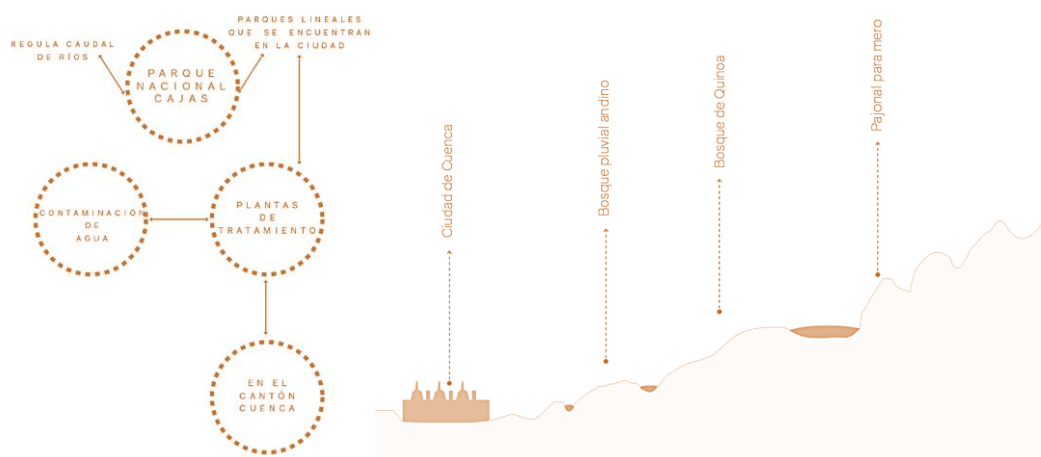 REGULA CAUDAL
DE RÍOS
PARQUE
NACIONAL
CAJAS
PARQUES LINEALES
QUE SE ENCUENTRAN
EN LA CIUDAD
CONTAMINACIÓN
DE
AGUA
PLANTAS
DE
TRATAMIENTO
EN EL
CANTÓN
CUENCA
Ciudad de Cuenca
Bosque pluvial andino
Bosque de Quinoa
Pajonal para mero